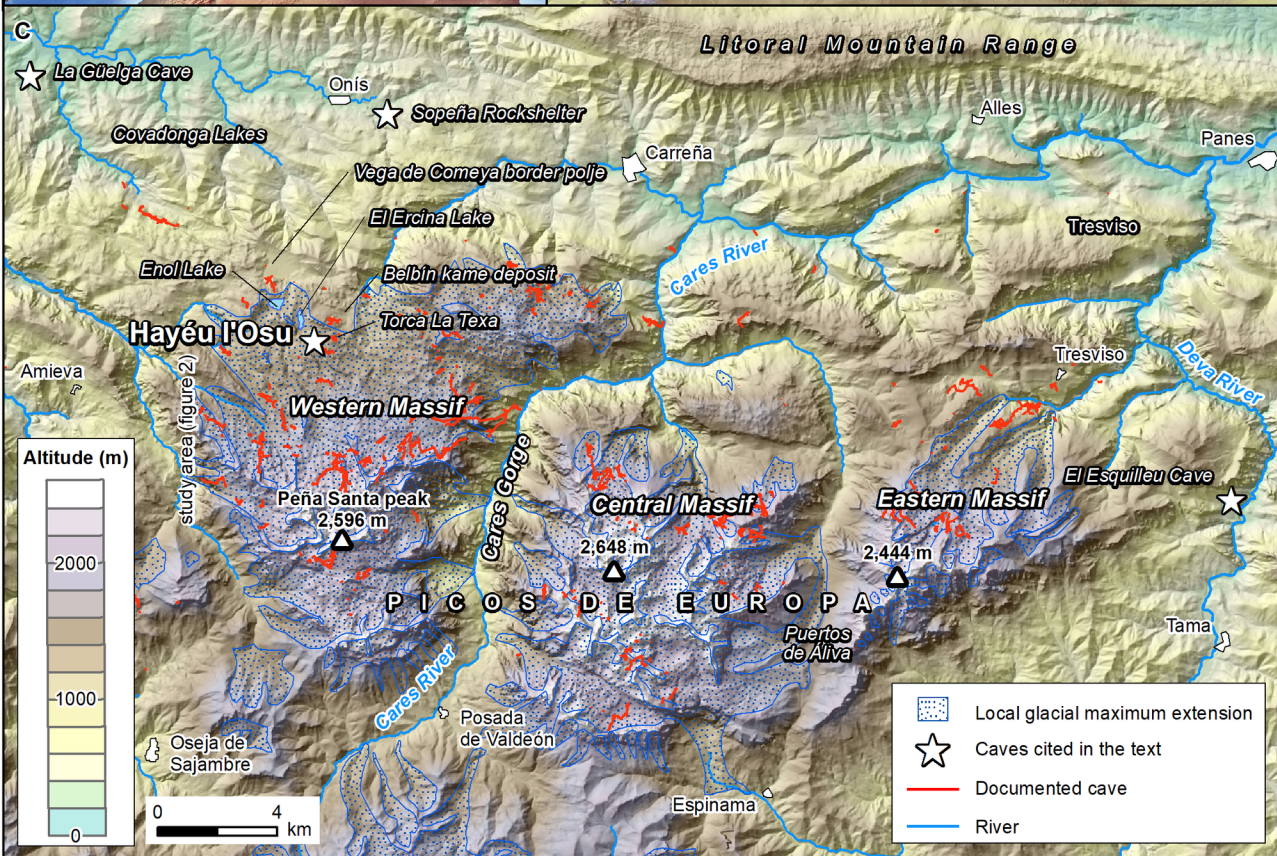 C
Litoral Mountain Range
La Güelga Cave
Onís
Sopeña Rockshelter
Alles
Covadonga Lakes
Panes
Carreña
Vega de Comeya border polje
El Ercina Lake
Tresviso
Cares River
Enol Lake
Belbín kame deposit
Torca La Texa
Hayéu l'Osu
Amieva
study area (figure 2)
Tresviso
Deva River
Western Massif
Cares Gorge
Altitude (m)
2000
1000
0
Peña Santa peak
2,596 m
Central Massif
2,648 m
Eastern Massif
2,444 m
El Esquilleu Cave
PICOS DE EUROPA
Puertos
de Áliva
Tama
Cares River
Posada
de Valdeón
Oseja de
Sajambre
Espinama
0 4
km
Local glacial maximum extension
Caves cited in the text
Documented cave
River